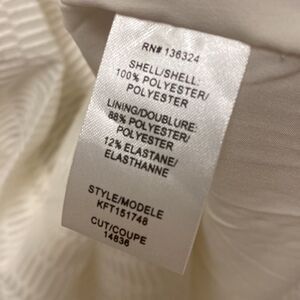 RN# 136324
SHELL/SHELL:
100% POLYESTER/
POLYESTER
LINING/DOUBLURE:
88% POLYESTER/
POLYESTER
12% ELASTANE/
ELASTHANNE
STYLE/MODELE
KFT151748
CUT/COUPE
14836